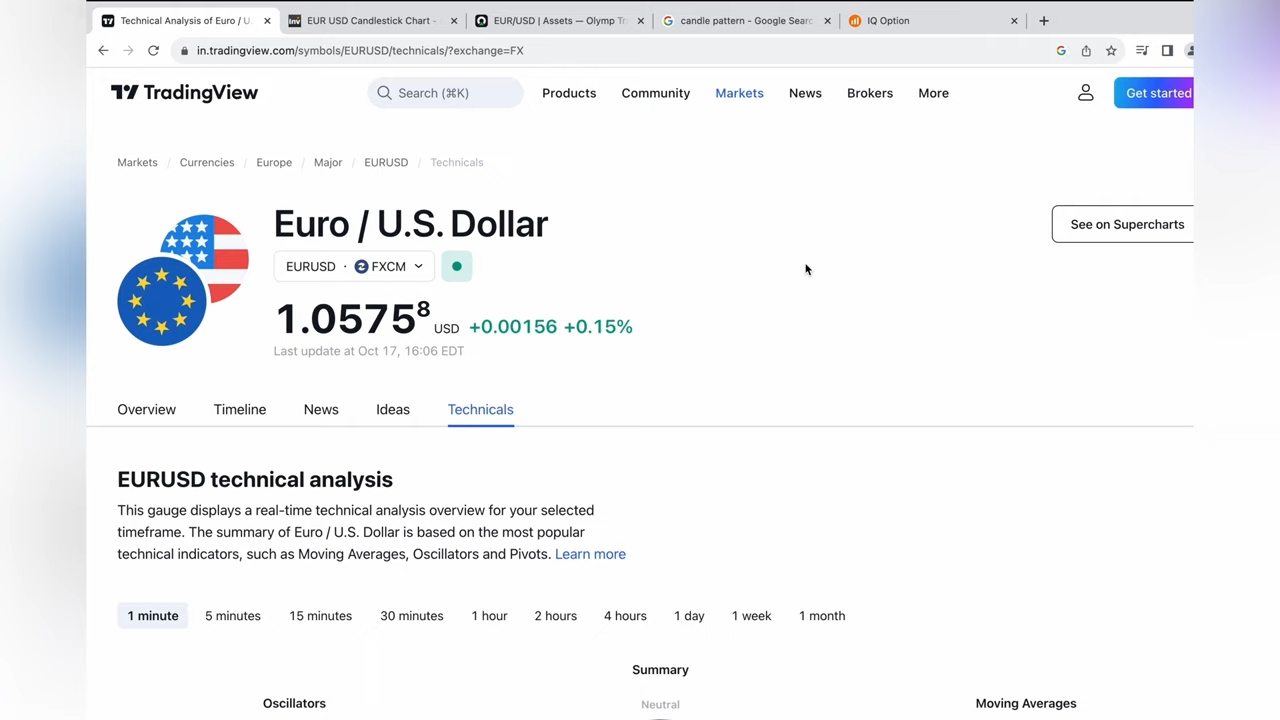 Technical Analysis of Euro / U
EUR USD Candlestick Chart -
EUR/USD | Assets — Olymp Tr
candle pattern - Google Searc
IQ Option
in.tradingview.com/symbols/EURUSD/technicals/?exchange=FX
TradingView
Search (⌘K)
Products
Community
Markets
News
Brokers
More
Get started
Markets / Currencies / Europe / Major / EURUSD / Technicals
Euro / U.S. Dollar
See on Supercharts
EURUSD · FXCM
1.0575⁸ USD +0.00156 +0.15%
Last update at Oct 17, 16:06 EDT
Overview
Timeline
News
Ideas
Technicals
EURUSD technical analysis
This gauge displays a real-time technical analysis overview for your selected
timeframe. The summary of Euro / U.S. Dollar is based on the most popular
technical indicators, such as Moving Averages, Oscillators and Pivots. Learn more
1 minute
5 minutes
15 minutes
30 minutes
1 hour
2 hours
4 hours
1 day
1 week
1 month
Summary
Oscillators
Neutral
Moving Averages